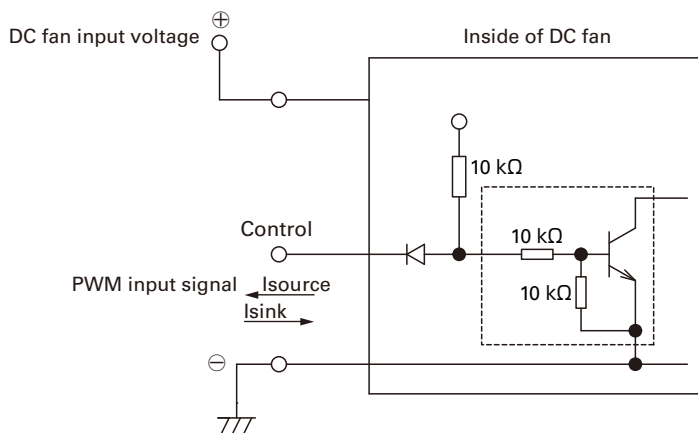 ⊕
DC fan input voltage
Inside of DC fan
10 kΩ
Control
10 kΩ
PWM input signal
Isource
10 kΩ
Isink
⊖